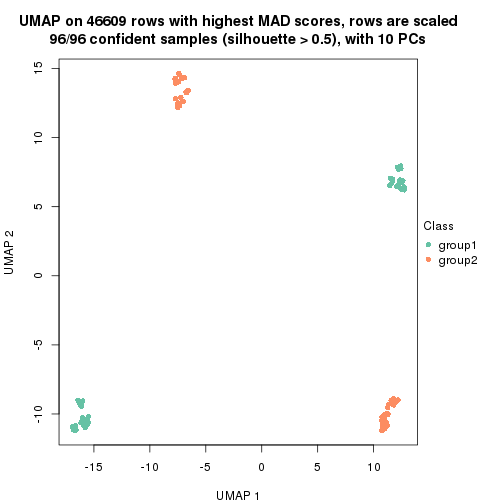 UMAP on 46609 rows with highest MAD scores, rows are scaled
96/96 confident samples (silhouette > 0.5), with 10 PCs
15
10
5
0
-5
-10
UMAP 2
-15
-10
-5
0
5
10
UMAP 1
Class
group1
group2